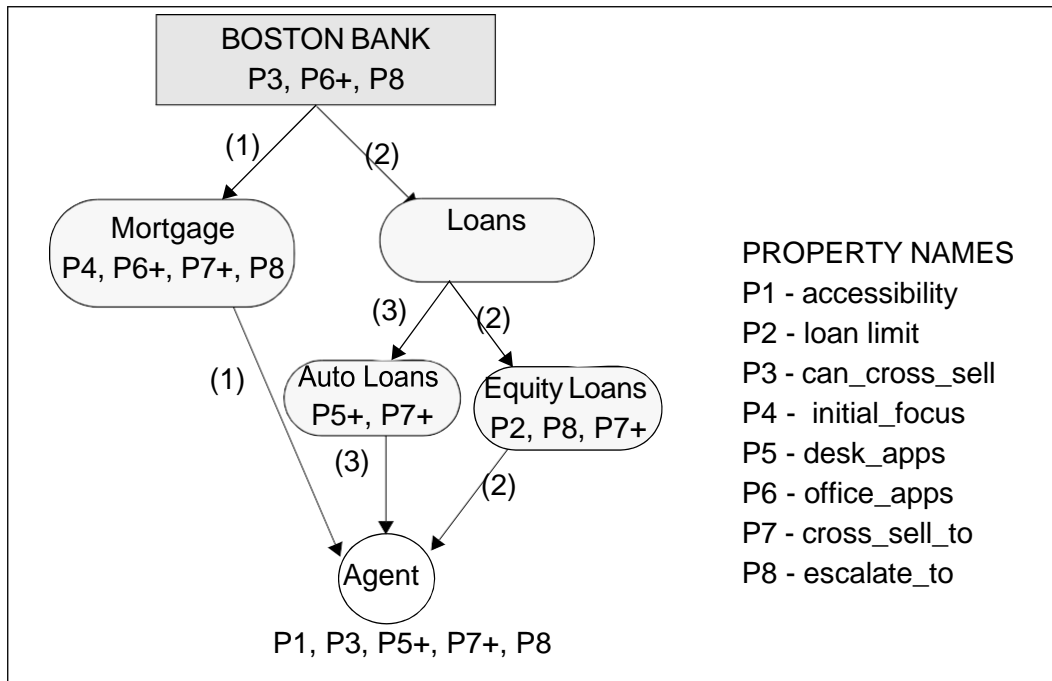 BOSTON BANK
P3, P6+, P8
(1)
(2)
Mortgage
P4, P6+, P7+, P8
Loans
(3)
(2)
(1)
Auto Loans
P5+, P7+
Equity Loans
P2, P8, P7+
(3)
(2)
Agent
P1, P3, P5+, P7+, P8
PROPERTY NAMES
P1 - accessibility
P2 - loan limit
P3 - can_cross_sell
P4 - initial_focus
P5 - desk_apps
P6 - office_apps
P7 - cross_sell_to
P8 - escalate_to